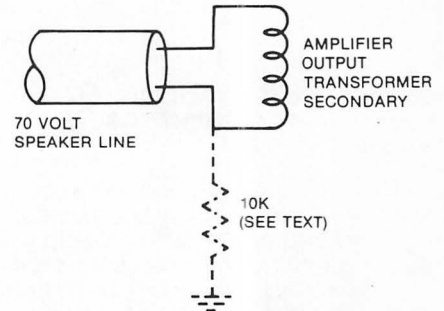 AMPLIFIER
OUTPUT
TRANSFORMER
SECONDARY
70 VOLT
SPEAKER LINE
10K
(SEE TEXT)